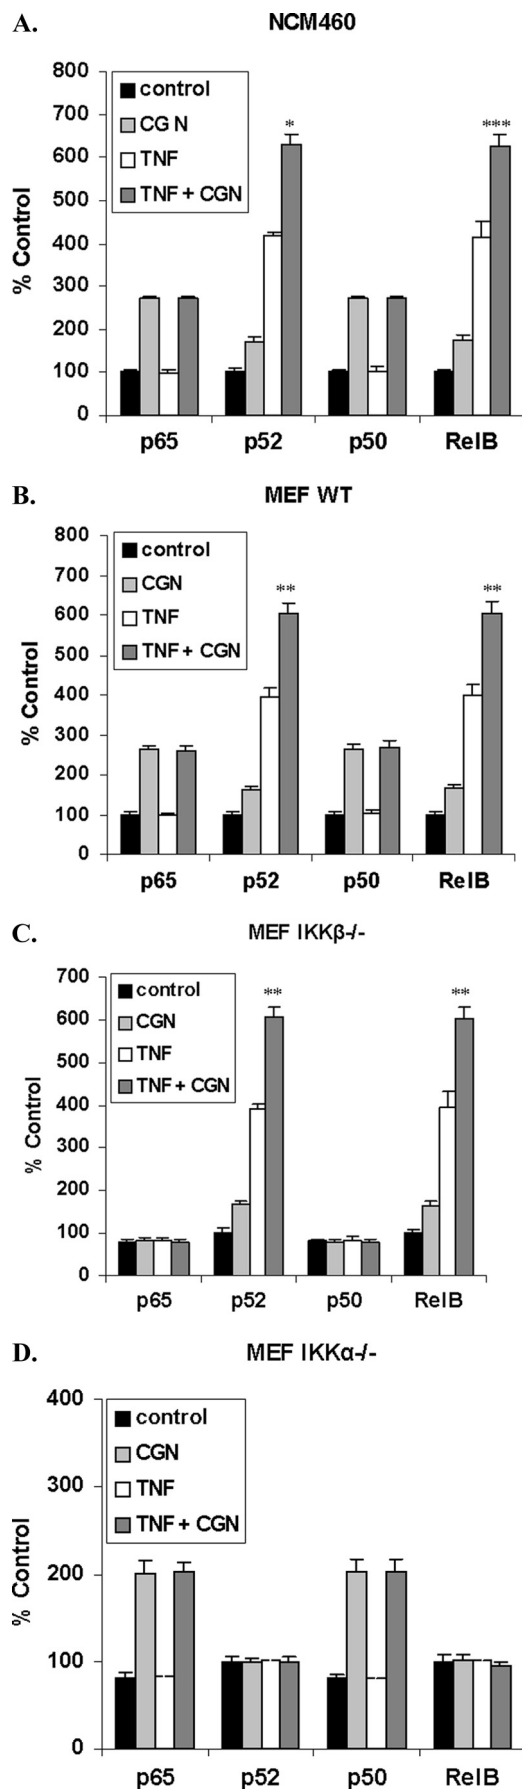 A.
NCM460
800
700
600
500
400
300
200
100
0
% Control
control
CG N
TNF
TNF + CGN
*
***
p65 p52 p50 RelB
B.
MEF WT
800
700
600
500
400
300
200
100
0
% Control
control
CGN
TNF
TNF + CGN
**
**
p65 p52 p50 RelB
C.
MEF IKKβ-/-
700
600
500
400
300
200
100
0
% Control
control
CGN
TNF
TNF + CGN
**
**
p65 p52 p50 RelB
D.
MEF IKKα-/-
400
300
200
100
0
% Control
control
CGN
TNF
TNF + CGN
p65 p52 p50 RelB